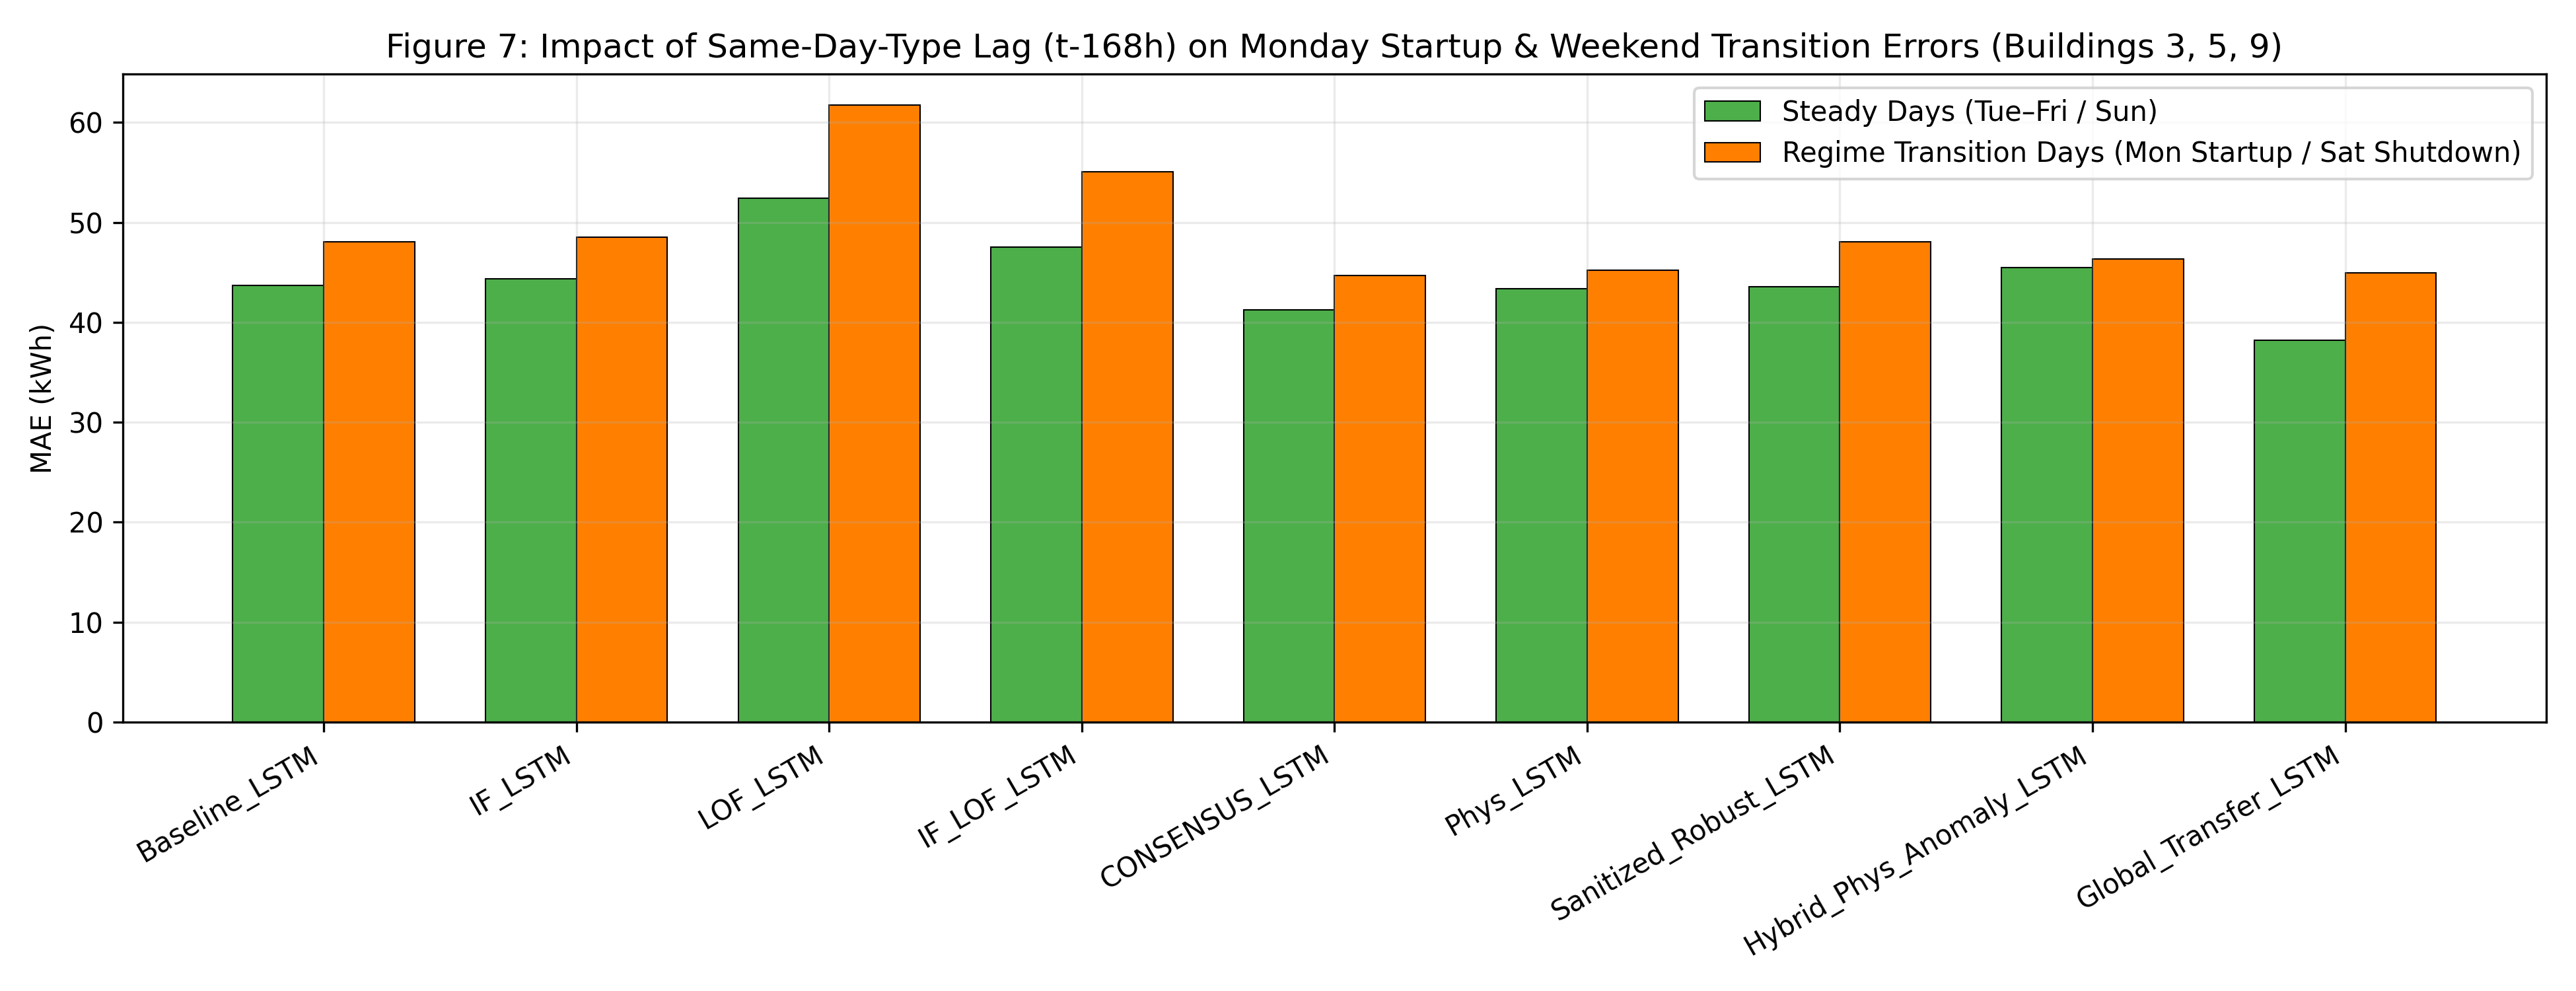 Figure 7: Impact of Same-Day-Type Lag (t-168h) on Monday Startup & Weekend Transition Errors (Buildings 3, 5, 9)
Steady Days (Tue–Fri / Sun)
Regime Transition Days (Mon Startup / Sat Shutdown)
MAE (kWh)
60
50
40
30
20
10
0
Baseline_LSTM
IF_LSTM
LOF_LSTM
IF_LOF_LSTM
CONSENSUS_LSTM
Phys_LSTM
Sanitized_Robust_LSTM
Hybrid_Phys_Anomaly_LSTM
Global_Transfer_LSTM